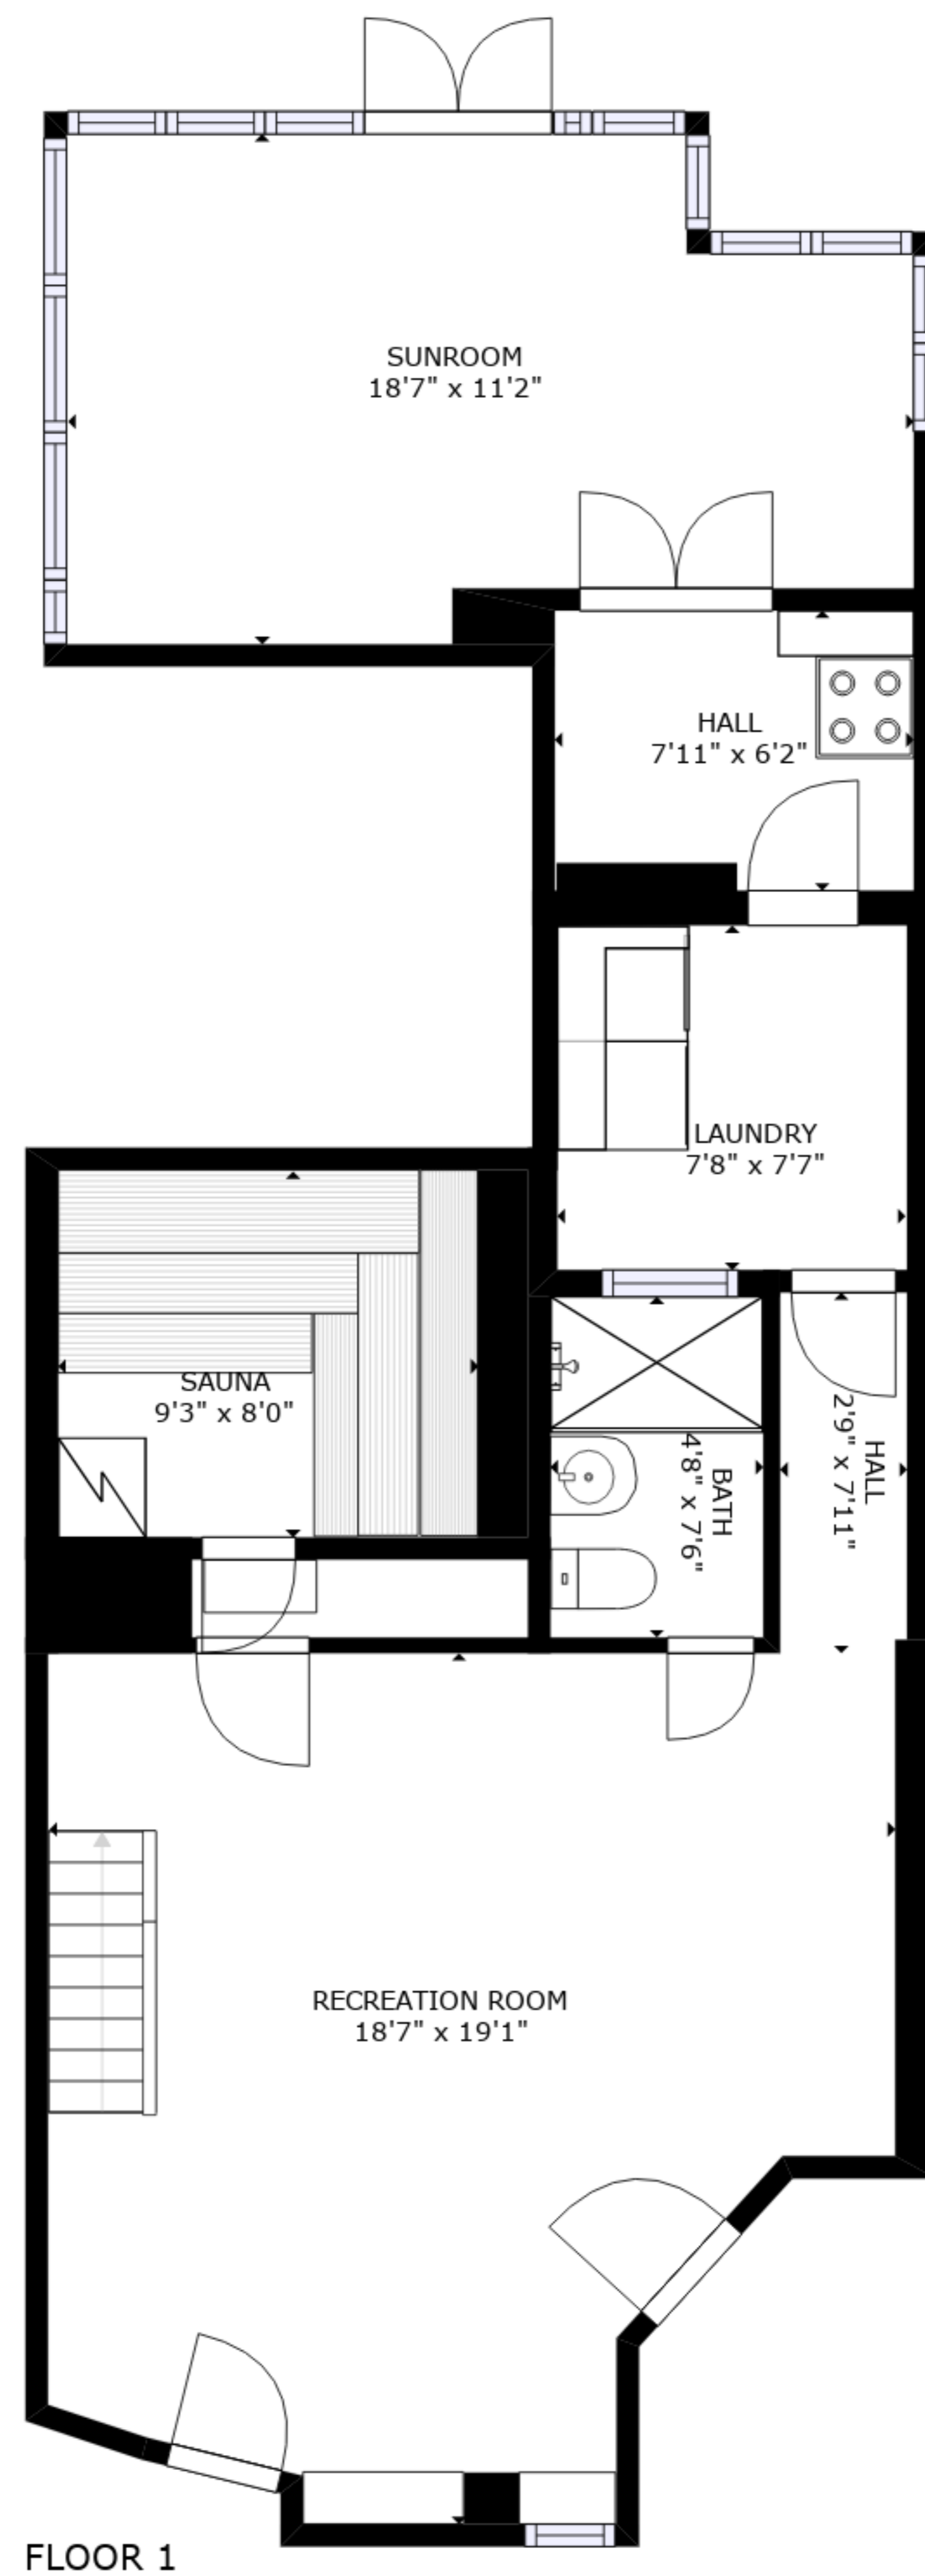 SUNROOM
18'7" x 11'2"
HALL
7'11" x 6'2"
LAUNDRY
7'8" x 7'7"
SAUNA
9'3" x 8'0"
BATH
4'8" x 7'6"
HALL
2'9" x 7'11"
RECREATION ROOM
18'7" x 19'1"
FLOOR 1